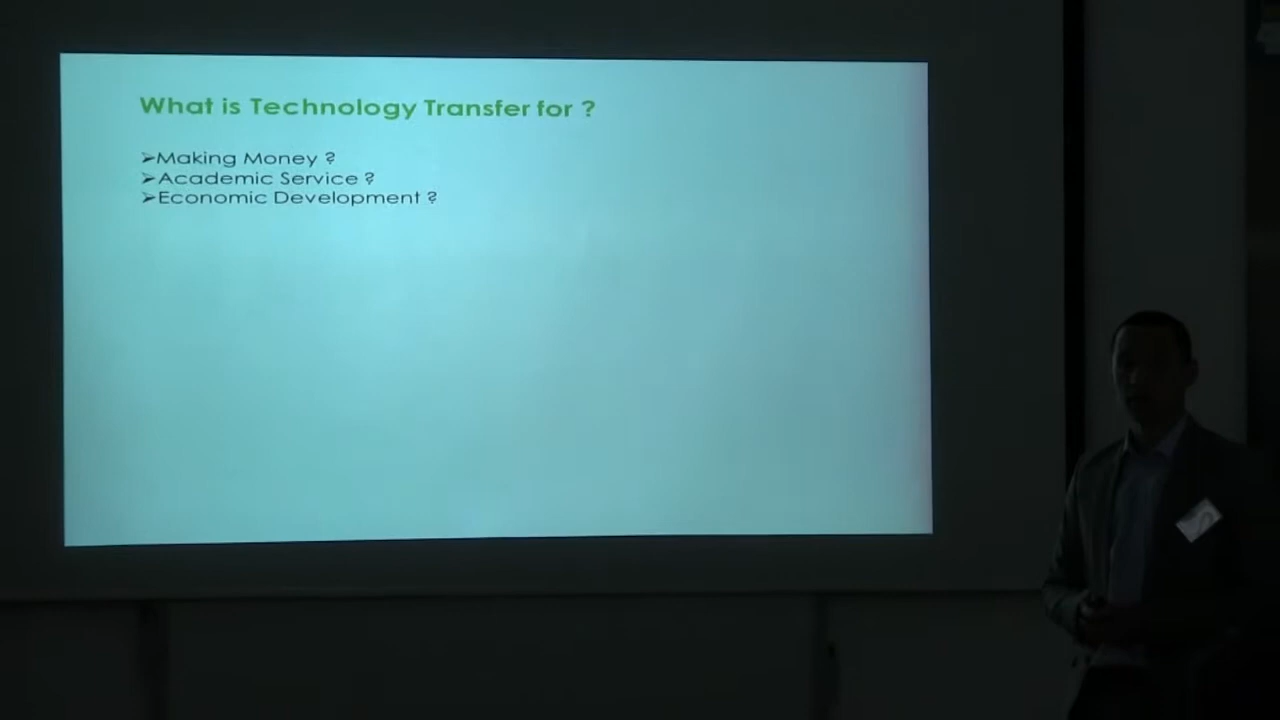 What is Technology Transfer for ?
➢Making Money ?
➢Academic Service ?
➢Economic Development ?